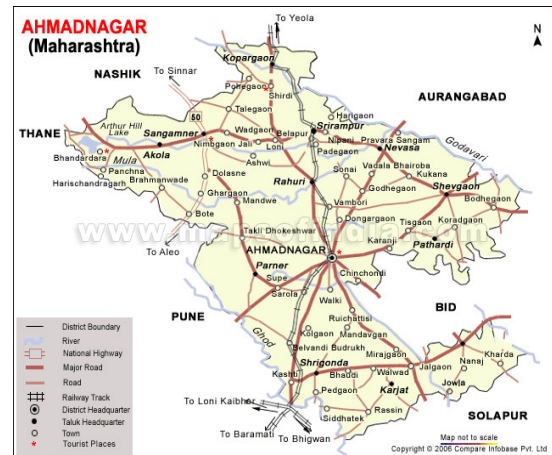 AHMADNAGAR
(Maharashtra)
To Yeola
N
Kopargaon
NASHIK
To Sinnar
Pohegaon
Shirdi
AURANGABAD
Talegaon
Harigaon
THANE
Arthur Hill
Lake
50
Sangamner
Wadgaon
Belapur
Srirampur
Godavari
Nimbgaon Jali
Loni
Nipani
Pravara Sangam
Bhandardara
Mula
Akola
Padegaon
Nevasa
Panchna
Ashwi
Sonai
Vadala Bhairoba
Harischandragarh
Brahmanwade
Dolasne
Rahuri
Kukana
Shevgaon
Ghargaon
Godhegaon
Mandwe
Vambori
Bodhegaon
Bote
Dongargaon
Tisgaon
Koradgaon
www.mapsofindia.com
To Aleo
Takli Dhokeshwar
AHMADNAGAR
Karanji
Pathardi
Parner
Supe
Chinchondi
Sarola
Walki
BID
PUNE
Ghod
Ruichattisi
Kolgaon
Mandavgan
Belvandi Budrukh
Mirajgaon
Shrigonda
Jalgaon
Nanaj
Kharda
Kashti
Bhaudi
Walwad
Pedgaon
Karjat
Jowla
To Loni Kaibhor
Siddhatek
Rassin
SOLAPUR
To Baramati
To Bhigwan
District Boundary
River
National Highway
Major Road
Road
Railway Track
District Headquarter
Taluk Headquarter
Town
Tourist Places
Map not to scale
Copyright © 2006 Compare Infobase Pvt. Ltd.